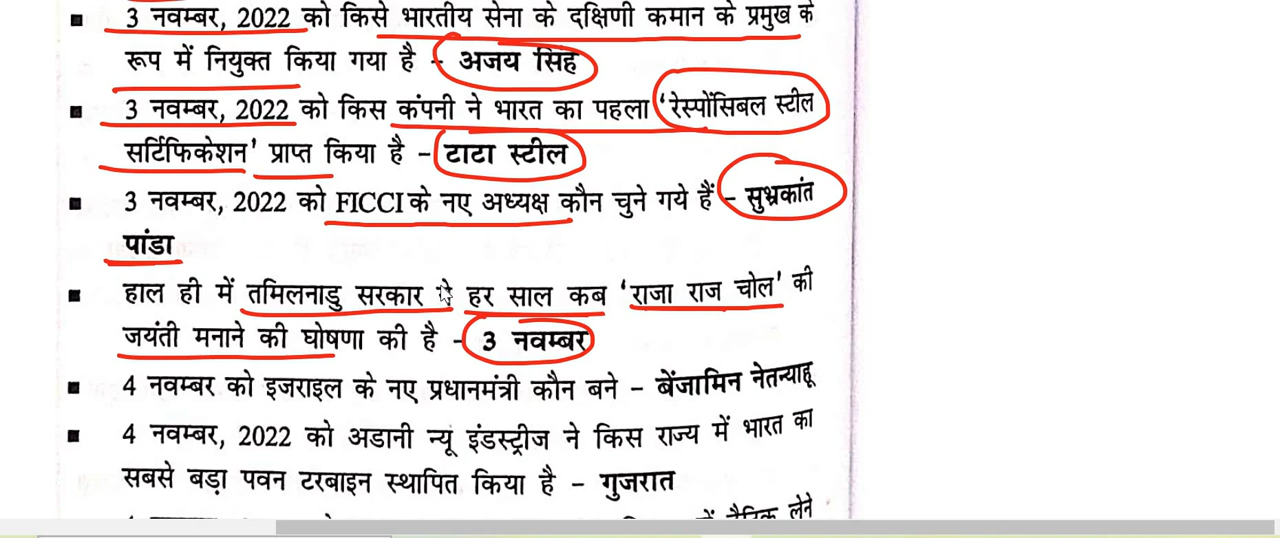 ▪ 3 नवम्बर, 2022 को किसे भारतीय सेना के दक्षिणी कमान के प्रमुख के
रूप में नियुक्त किया गया है - अजय सिंह
▪ 3 नवम्बर, 2022 को किस कंपनी ने भारत का पहला 'रेस्पोंसिबल स्टील
सर्टिफिकेशन' प्राप्त किया है – टाटा स्टील
▪ 3 नवम्बर, 2022 को FICCI के नए अध्यक्ष कौन चुने गये हैं – सुभ्रकांत
पांडा
▪ हाल ही में तमिलनाडु सरकार ने हर साल कब 'राजा राज चोल' की
जयंती मनाने की घोषणा की है – 3 नवम्बर
▪ 4 नवम्बर को इजराइल के नए प्रधानमंत्री कौन बने – बेंजामिन नेतन्याहू
▪ 4 नवम्बर, 2022 को अडानी न्यू इंडस्ट्रीज ने किस राज्य में भारत का
सबसे बड़ा पवन टरबाइन स्थापित किया है – गुजरात
लेने